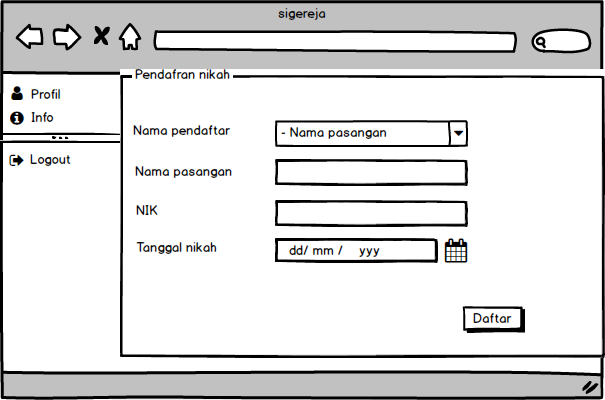 sigereja
Pendafran nikah
Profil
Info
Logout
Nama pendaftar
- Nama pasangan
Nama pasangan
NIK
Tanggal nikah
dd/ mm / yyy
Daftar